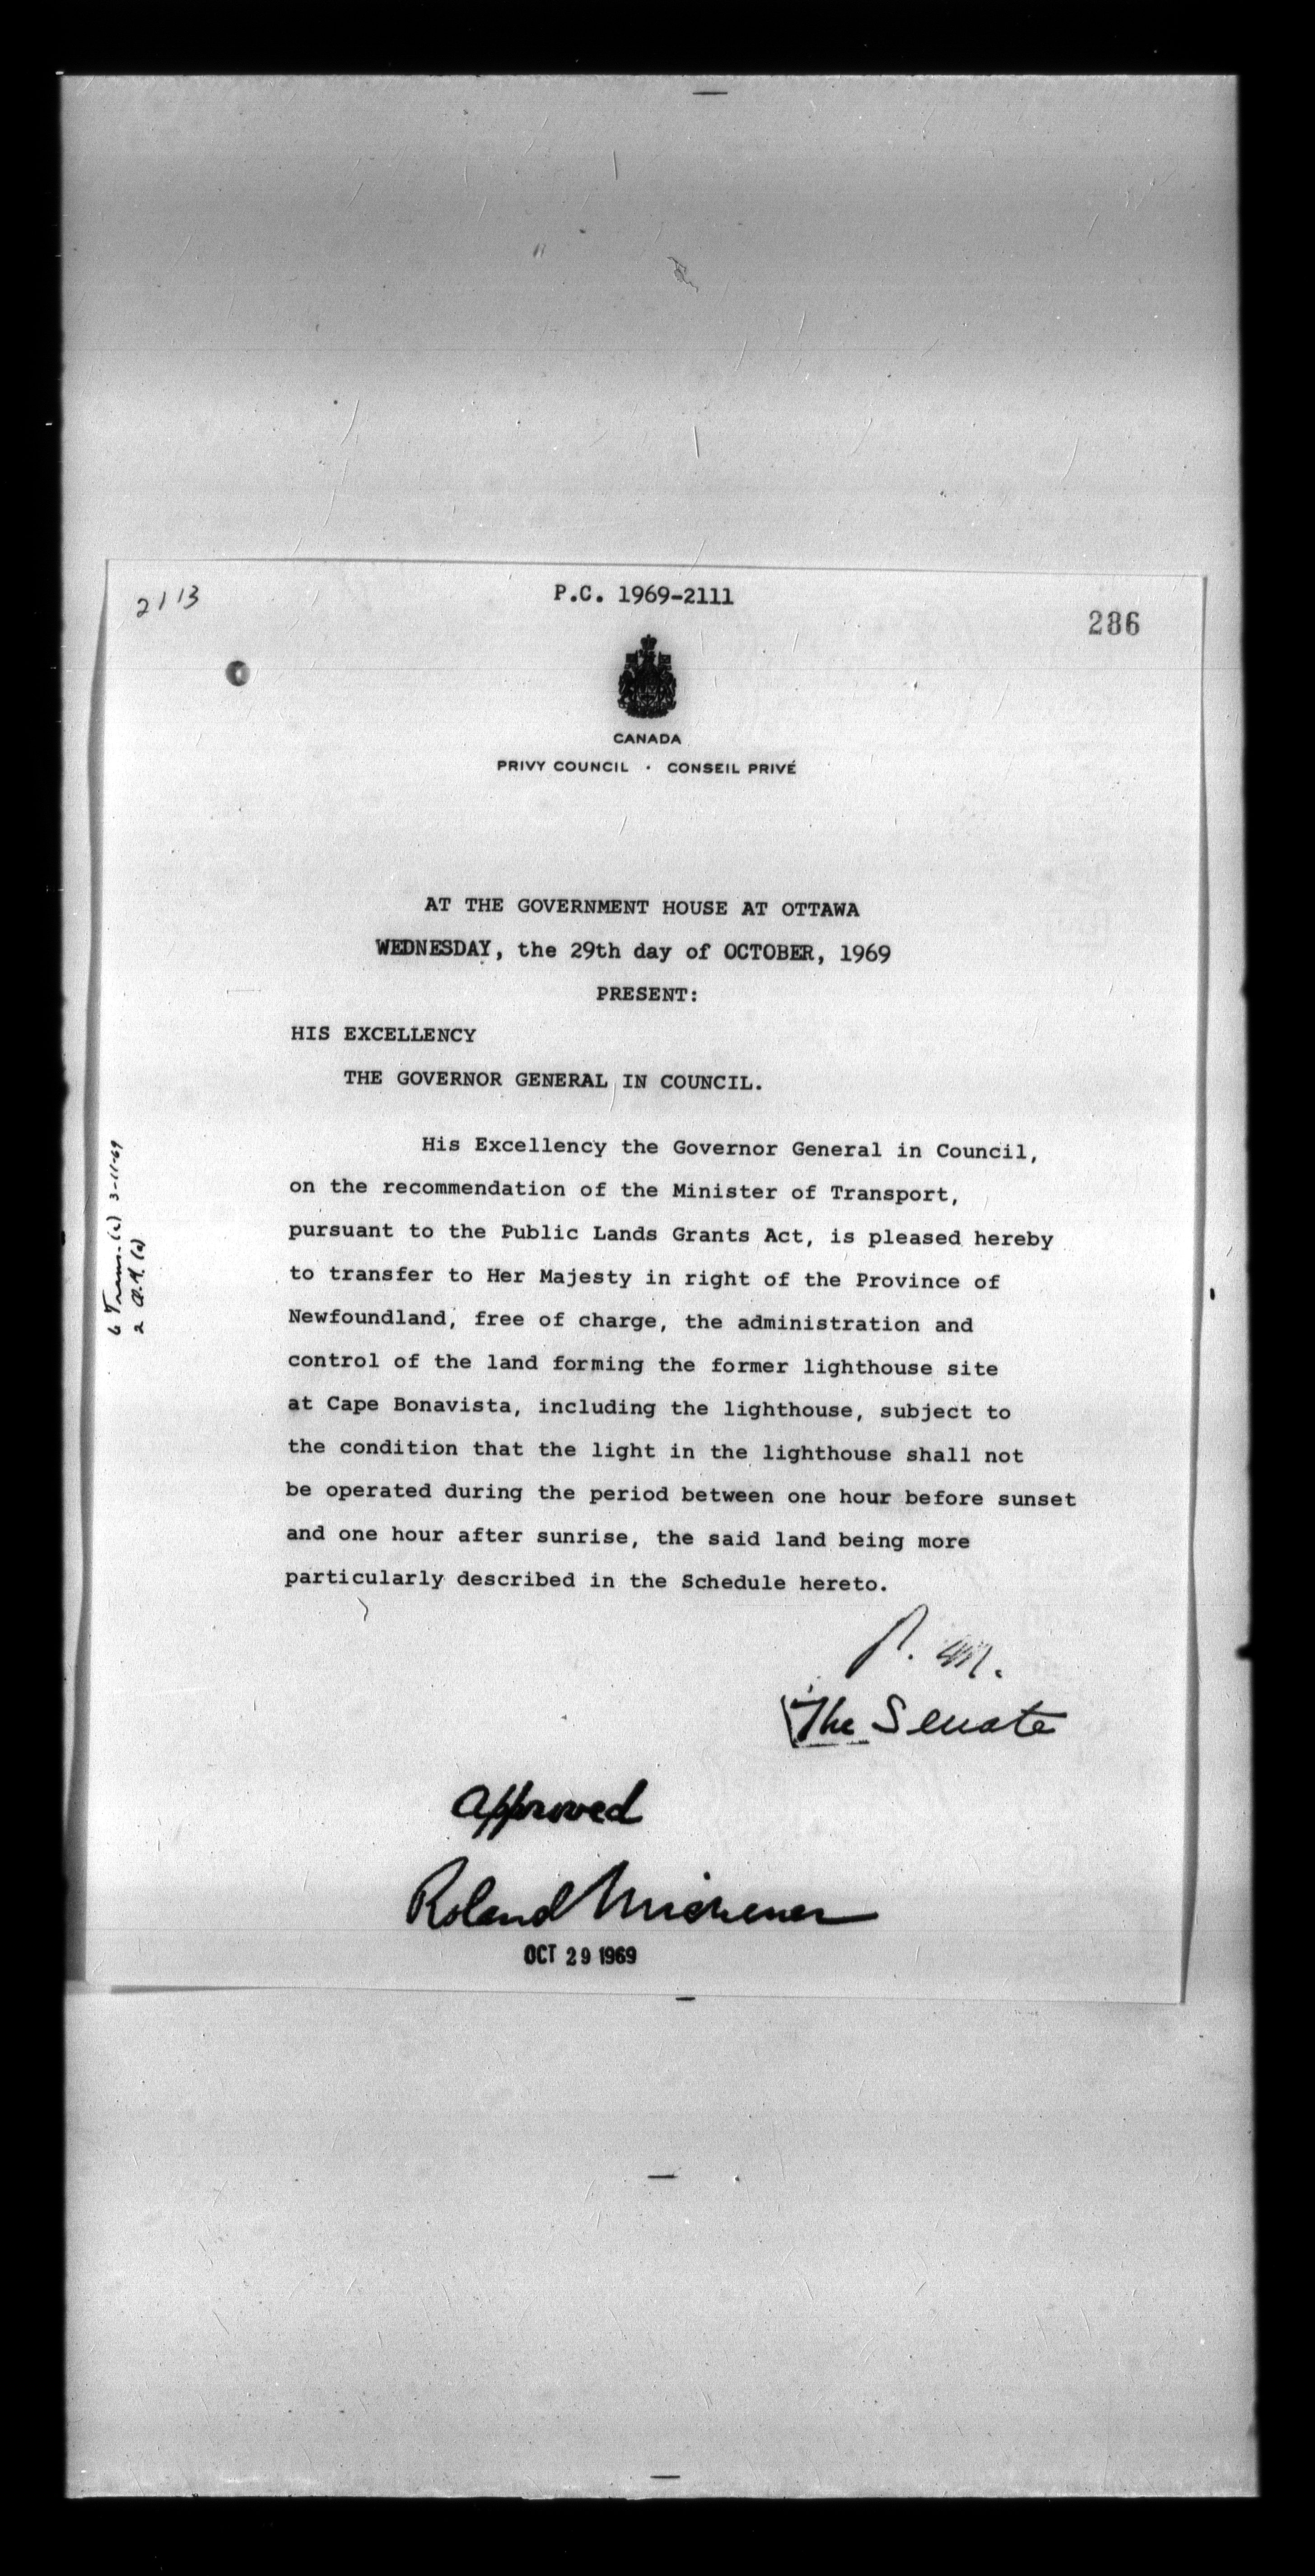 2113
P.C. 1969-2111
286
CANADA
PRIVY COUNCIL · CONSEIL PRIVÉ
AT THE GOVERNMENT HOUSE AT OTTAWA
WEDNESDAY, the 29th day of OCTOBER, 1969
PRESENT:
HIS EXCELLENCY
THE GOVERNOR GENERAL IN COUNCIL.
His Excellency the Governor General in Council,
on the recommendation of the Minister of Transport,
pursuant to the Public Lands Grants Act, is pleased hereby
to transfer to Her Majesty in right of the Province of
Newfoundland, free of charge, the administration and
control of the land forming the former lighthouse site
at Cape Bonavista, including the lighthouse, subject to
the condition that the light in the lighthouse shall not
be operated during the period between one hour before sunset
and one hour after sunrise, the said land being more
particularly described in the Schedule hereto.
6 Trans. (c) 3-11-69
The Senate
Approved
Roland Michener
OCT 29 1969